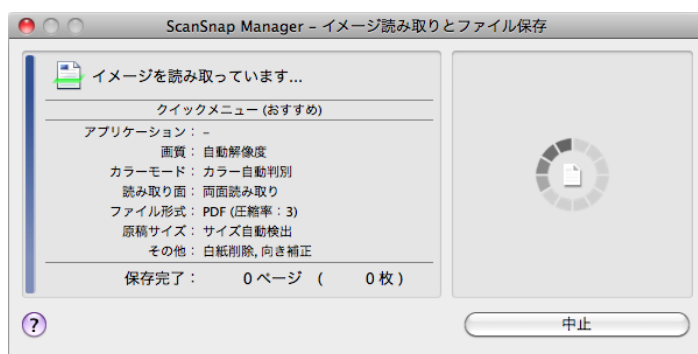 ScanSnap Manager – イメージ読み取りとファイル保存
イメージを読み取っています...
クイックメニュー (おすすめ)
アプリケーション： –
画質： 自動解像度
カラーモード： カラー自動判別
読み取り面： 両面読み取り
ファイル形式： PDF (圧縮率：3)
原稿サイズ： サイズ自動検出
その他： 白紙削除, 向き補正
保存完了： 0 ページ ( 0 枚 )
?
中止